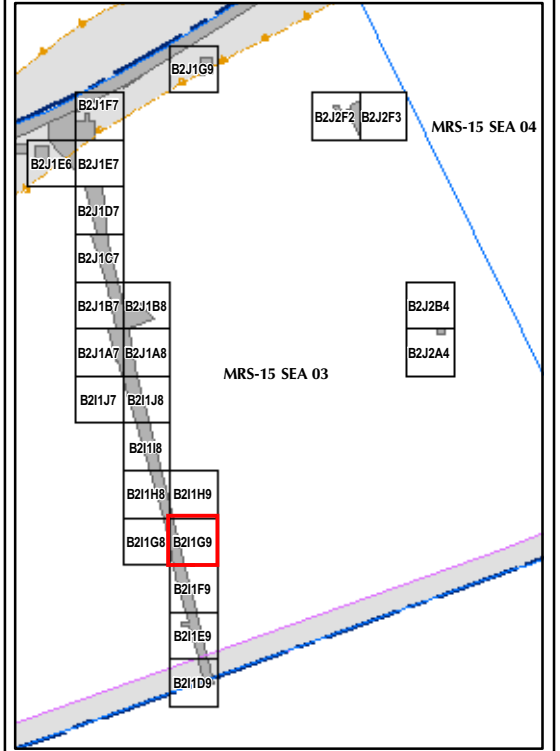 B2J1G9
B2J1F7
B2J2F2 B2J2F3
MRS-15 SEA 04
B2J1E6 B2J1E7
B2J1D7
B2J1C7
B2J1B7 B2J1B8
B2J2B4
B2J1A7 B2J1A8
B2J2A4
MRS-15 SEA 03
B2I1J7 B2I1J8
B2I1I8
B2I1H8 B2I1H9
B2I1G8 B2I1G9
B2I1F9
B2I1E9
B2I1D9